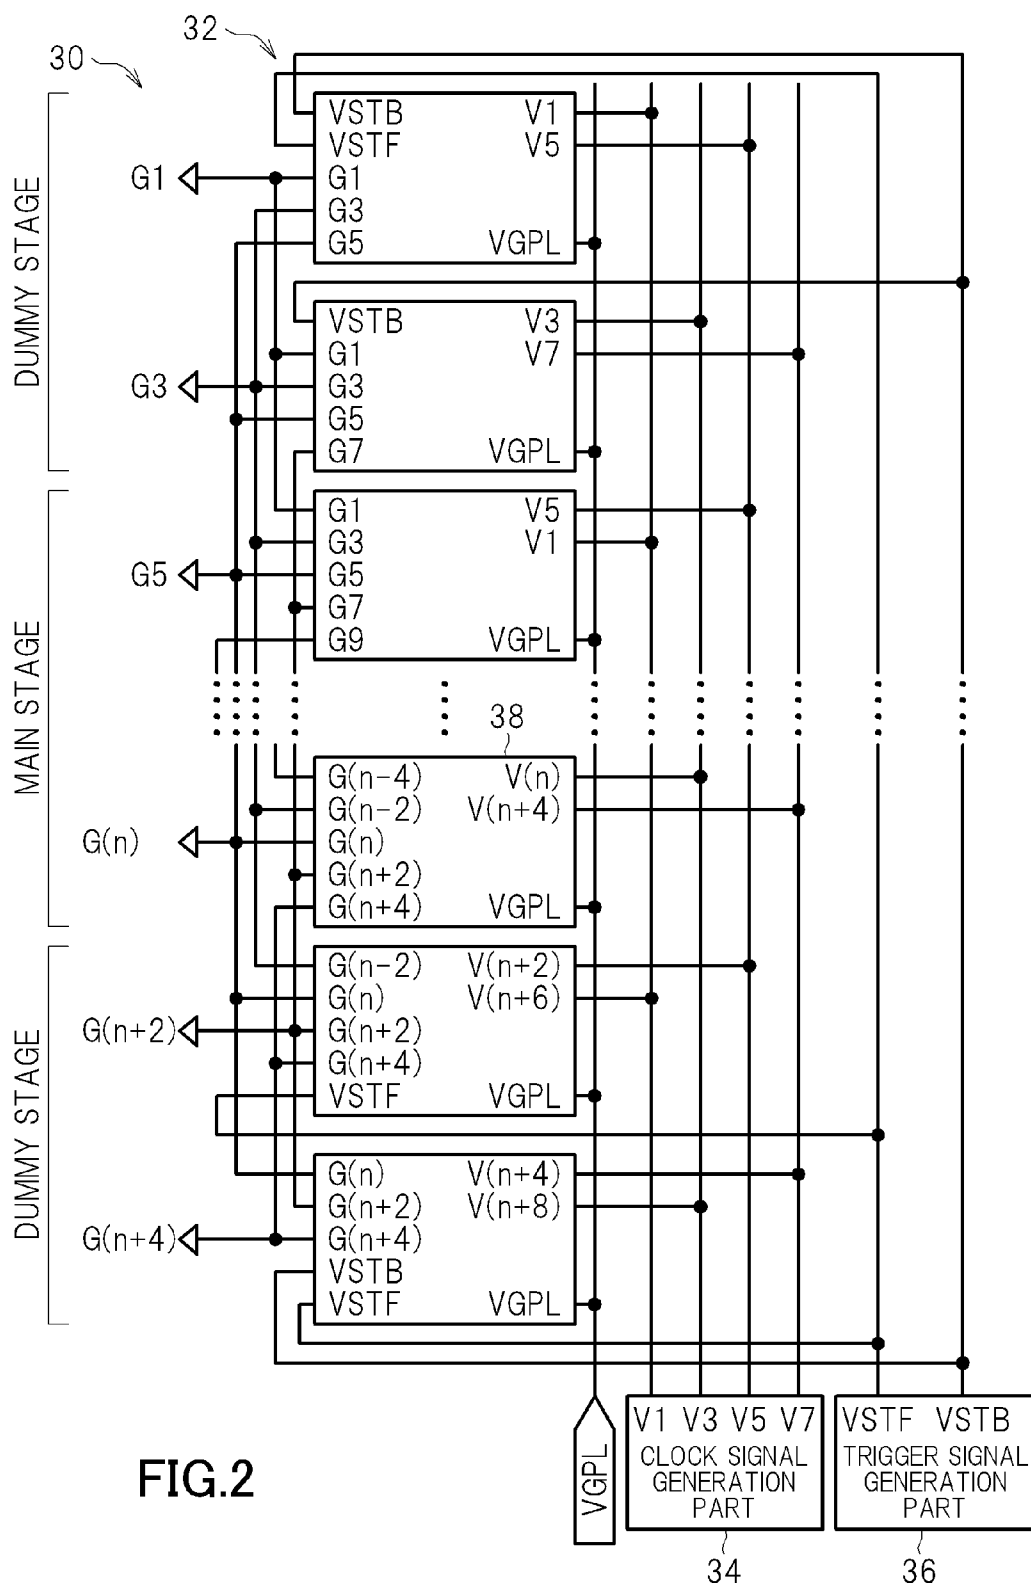 30
32
DUMMY STAGE
G1
VSTB V1
VSTF V5
G1
G3
G5 VGPL
G3
VSTB V3
G1 V7
G3
G5
G7 VGPL
MAIN STAGE
G5
G1 V5
G3 V1
G5
G7
G9 VGPL
38
G(n)
G(n-4) V(n)
G(n-2) V(n+4)
G(n)
G(n+2)
G(n+4) VGPL
DUMMY STAGE
G(n+2)
G(n-2) V(n+2)
G(n) V(n+6)
G(n+2)
G(n+4)
VSTF VGPL
G(n+4)
G(n) V(n+4)
G(n+2) V(n+8)
G(n+4)
VSTB
VSTF VGPL
VGPL
V1 V3 V5 V7
CLOCK SIGNAL
GENERATION
PART
34
VSTF VSTB
TRIGGER SIGNAL
GENERATION
PART
36
FIG.2